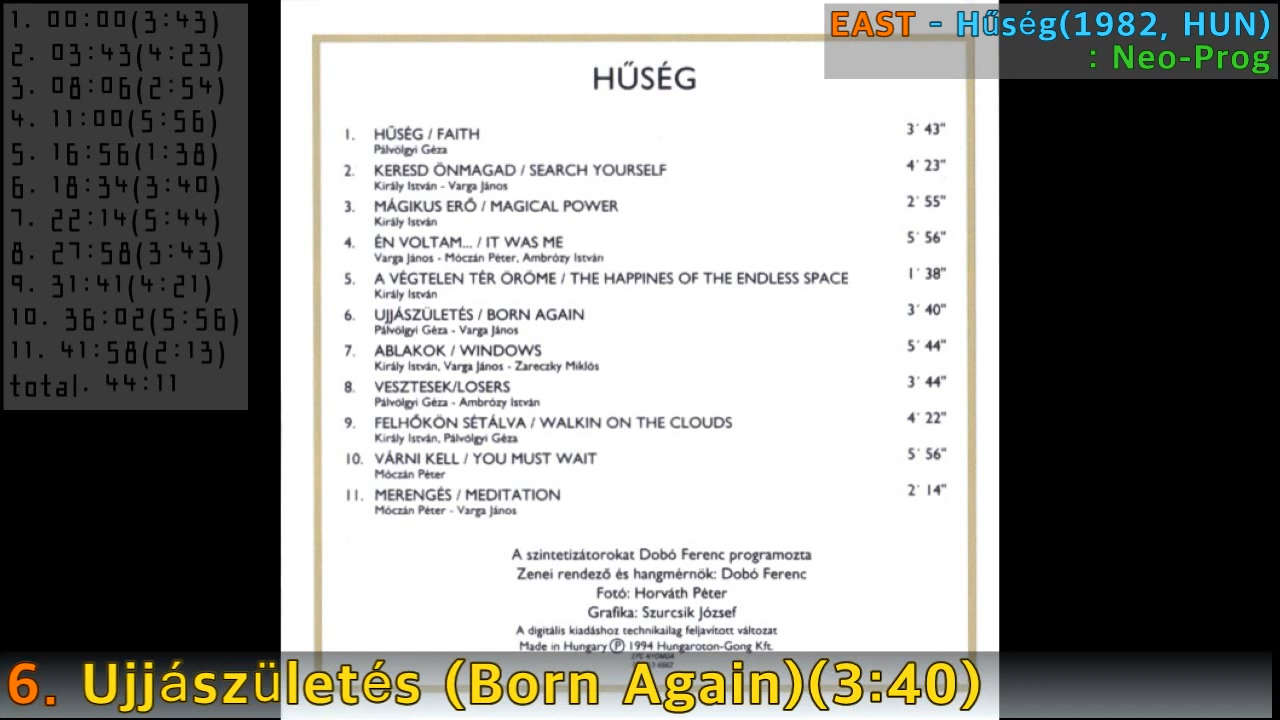 1. 00:00(3:43)
2. 03:43(4:23)
3. 08:06(2:54)
4. 11:00(5:56)
5. 16:56(1:38)
6. 18:34(3:40)
7. 22:14(5:44)
8. 27:58(3:43)
9. 31:41(4:21)
10. 36:02(5:56)
11. 41:58(2:13)
total. 44:11
EAST - Hűség(1982, HUN)
: Neo-Prog
HŰSÉG
1. HŰSÉG / FAITH 3' 43"
Pálvölgyi Géza
2. KERESD ÖNMAGAD / SEARCH YOURSELF 4' 23"
Király István - Varga János
3. MÁGIKUS ERŐ / MAGICAL POWER 2' 55"
Király István
4. ÉN VOLTAM... / IT WAS ME 5' 56"
Varga János - Móczán Péter, Ambrózy István
5. A VÉGTELEN TÉR ÖRÖME / THE HAPPINES OF THE ENDLESS SPACE 1' 38"
Király István
6. UJJÁSZÜLETÉS / BORN AGAIN 3' 40"
Pálvölgyi Géza - Varga János
7. ABLAKOK / WINDOWS 5' 44"
Király István, Varga János - Zareczky Miklós
8. VESZTESEK/LOSERS 3' 44"
Pálvölgyi Géza - Ambrózy István
9. FELHŐKÖN SÉTÁLVA / WALKIN ON THE CLOUDS 4' 22"
Király István, Pálvölgyi Géza
10. VÁRNI KELL / YOU MUST WAIT 5' 56"
Móczán Péter
11. MERENGÉS / MEDITATION 2' 14"
Móczán Péter - Varga János
A szintetizátorokat Dobó Ferenc programozta
Zenei rendező és hangmérnök: Dobó Ferenc
Fotó: Horváth Péter
Grafika: Szurcsik József
A digitális kiadáshoz technikailag feljavított változat
Made in Hungary Ⓟ 1994 Hungaroton-Gong Kft.
6. Ujjászületés (Born Again)(3:40)